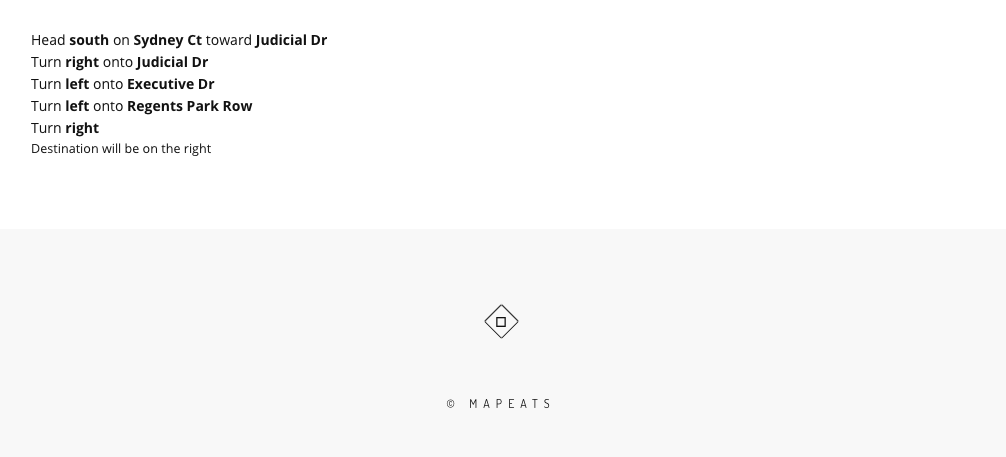 Head south on Sydney Ct toward Judicial Dr
Turn right onto Judicial Dr
Turn left onto Executive Dr
Turn left onto Regents Park Row
Turn right
Destination will be on the right
© MAPEATS